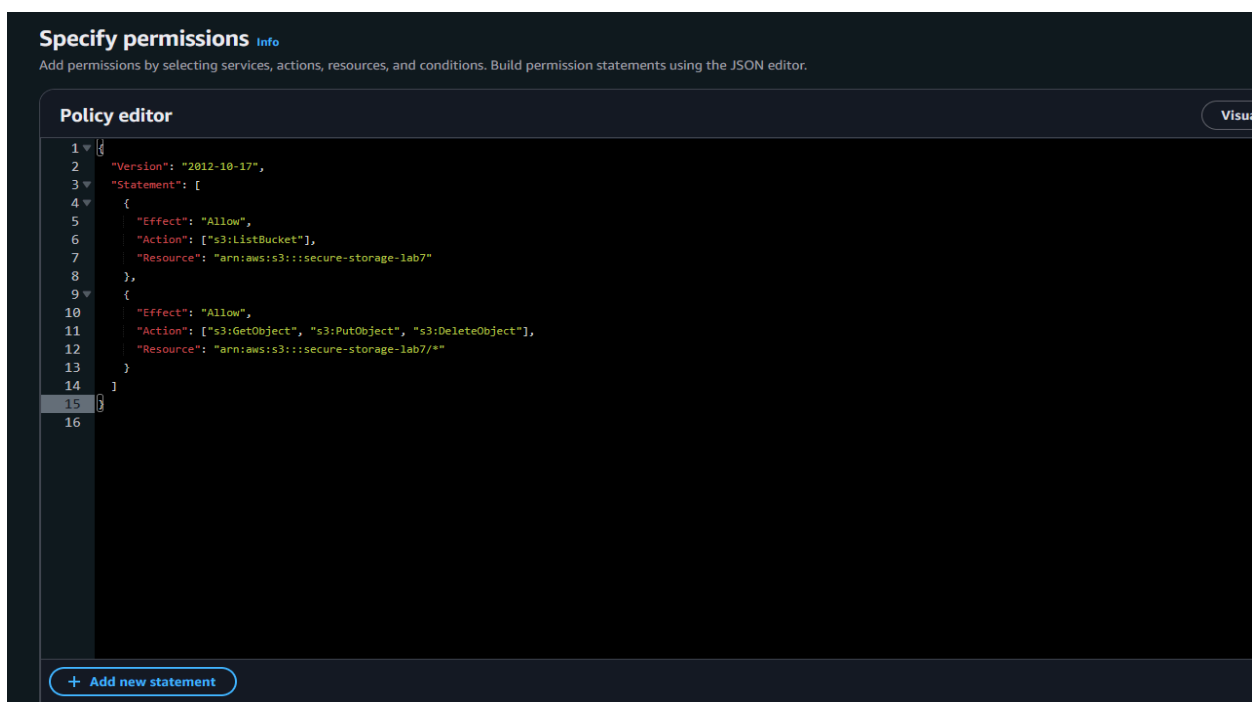 Specify permissions Info
Add permissions by selecting services, actions, resources, and conditions. Build permission statements using the JSON editor.
Policy editor
Visua
1 {
2 "Version": "2012-10-17",
3 "Statement": [
4 {
5 "Effect": "Allow",
6 "Action": ["s3:ListBucket"],
7 "Resource": "arn:aws:s3:::secure-storage-lab7"
8 },
9 {
10 "Effect": "Allow",
11 "Action": ["s3:GetObject", "s3:PutObject", "s3:DeleteObject"],
12 "Resource": "arn:aws:s3:::secure-storage-lab7/*"
13 }
14 ]
15 }
16
+ Add new statement